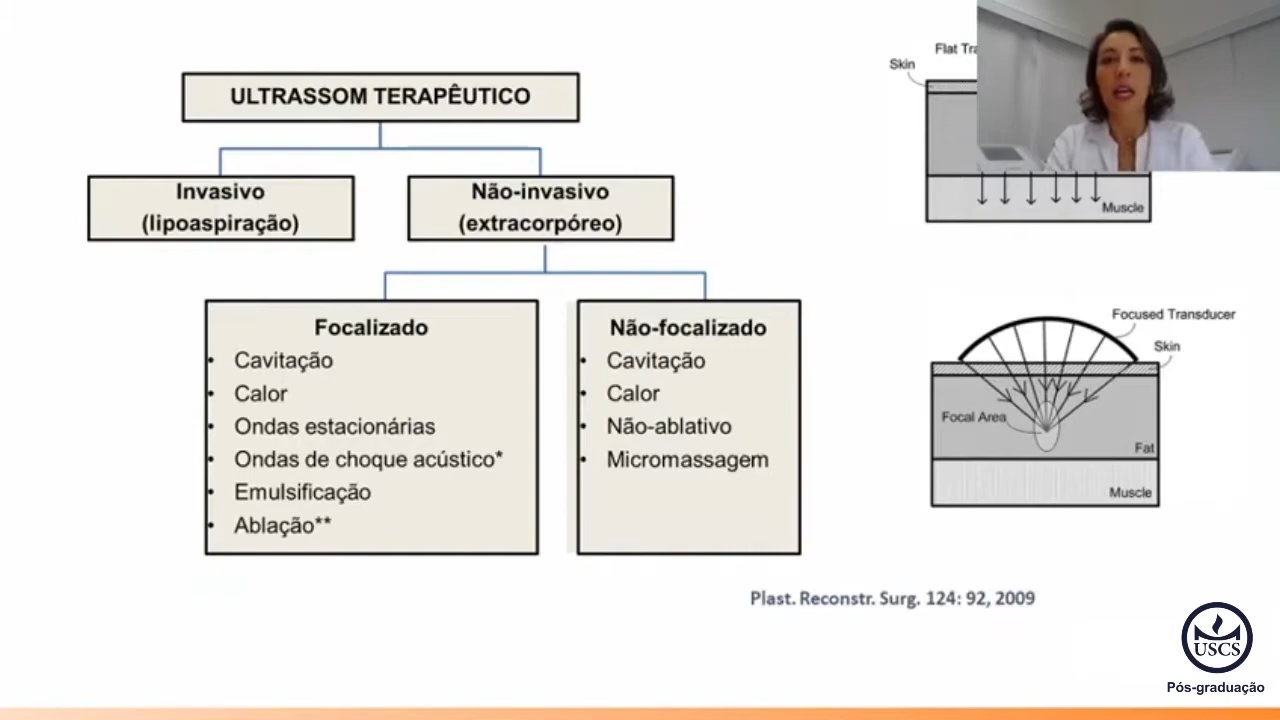 ULTRASSOM TERAPÊUTICO
Invasivo
(lipoaspiração)
Não-invasivo
(extracorpóreo)
Focalizado
• Cavitação
• Calor
• Ondas estacionárias
• Ondas de choque acústico*
• Emulsificação
• Ablação**
Não-focalizado
• Cavitação
• Calor
• Não-ablativo
• Micromassagem
Flat
Skin
Muscle
Focused Transducer
Skin
Focal Area
Fat
Muscle
Plast. Reconstr. Surg. 124: 92, 2009
USCS
Pós-graduação